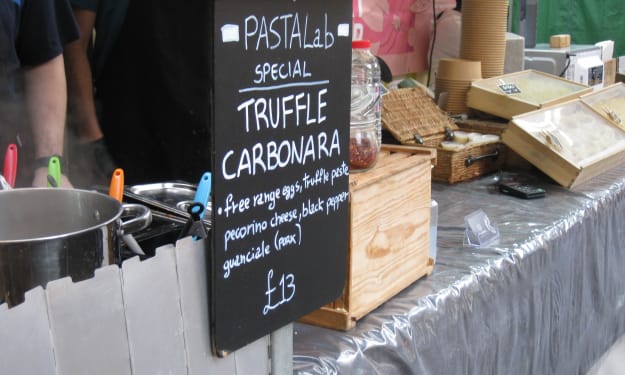 PASTALab
SPECIAL
TRUFFLE
CARBONARA
• free range eggs, truffle paste
pecorino cheese, black pepper
guanciale (PORK)
£13